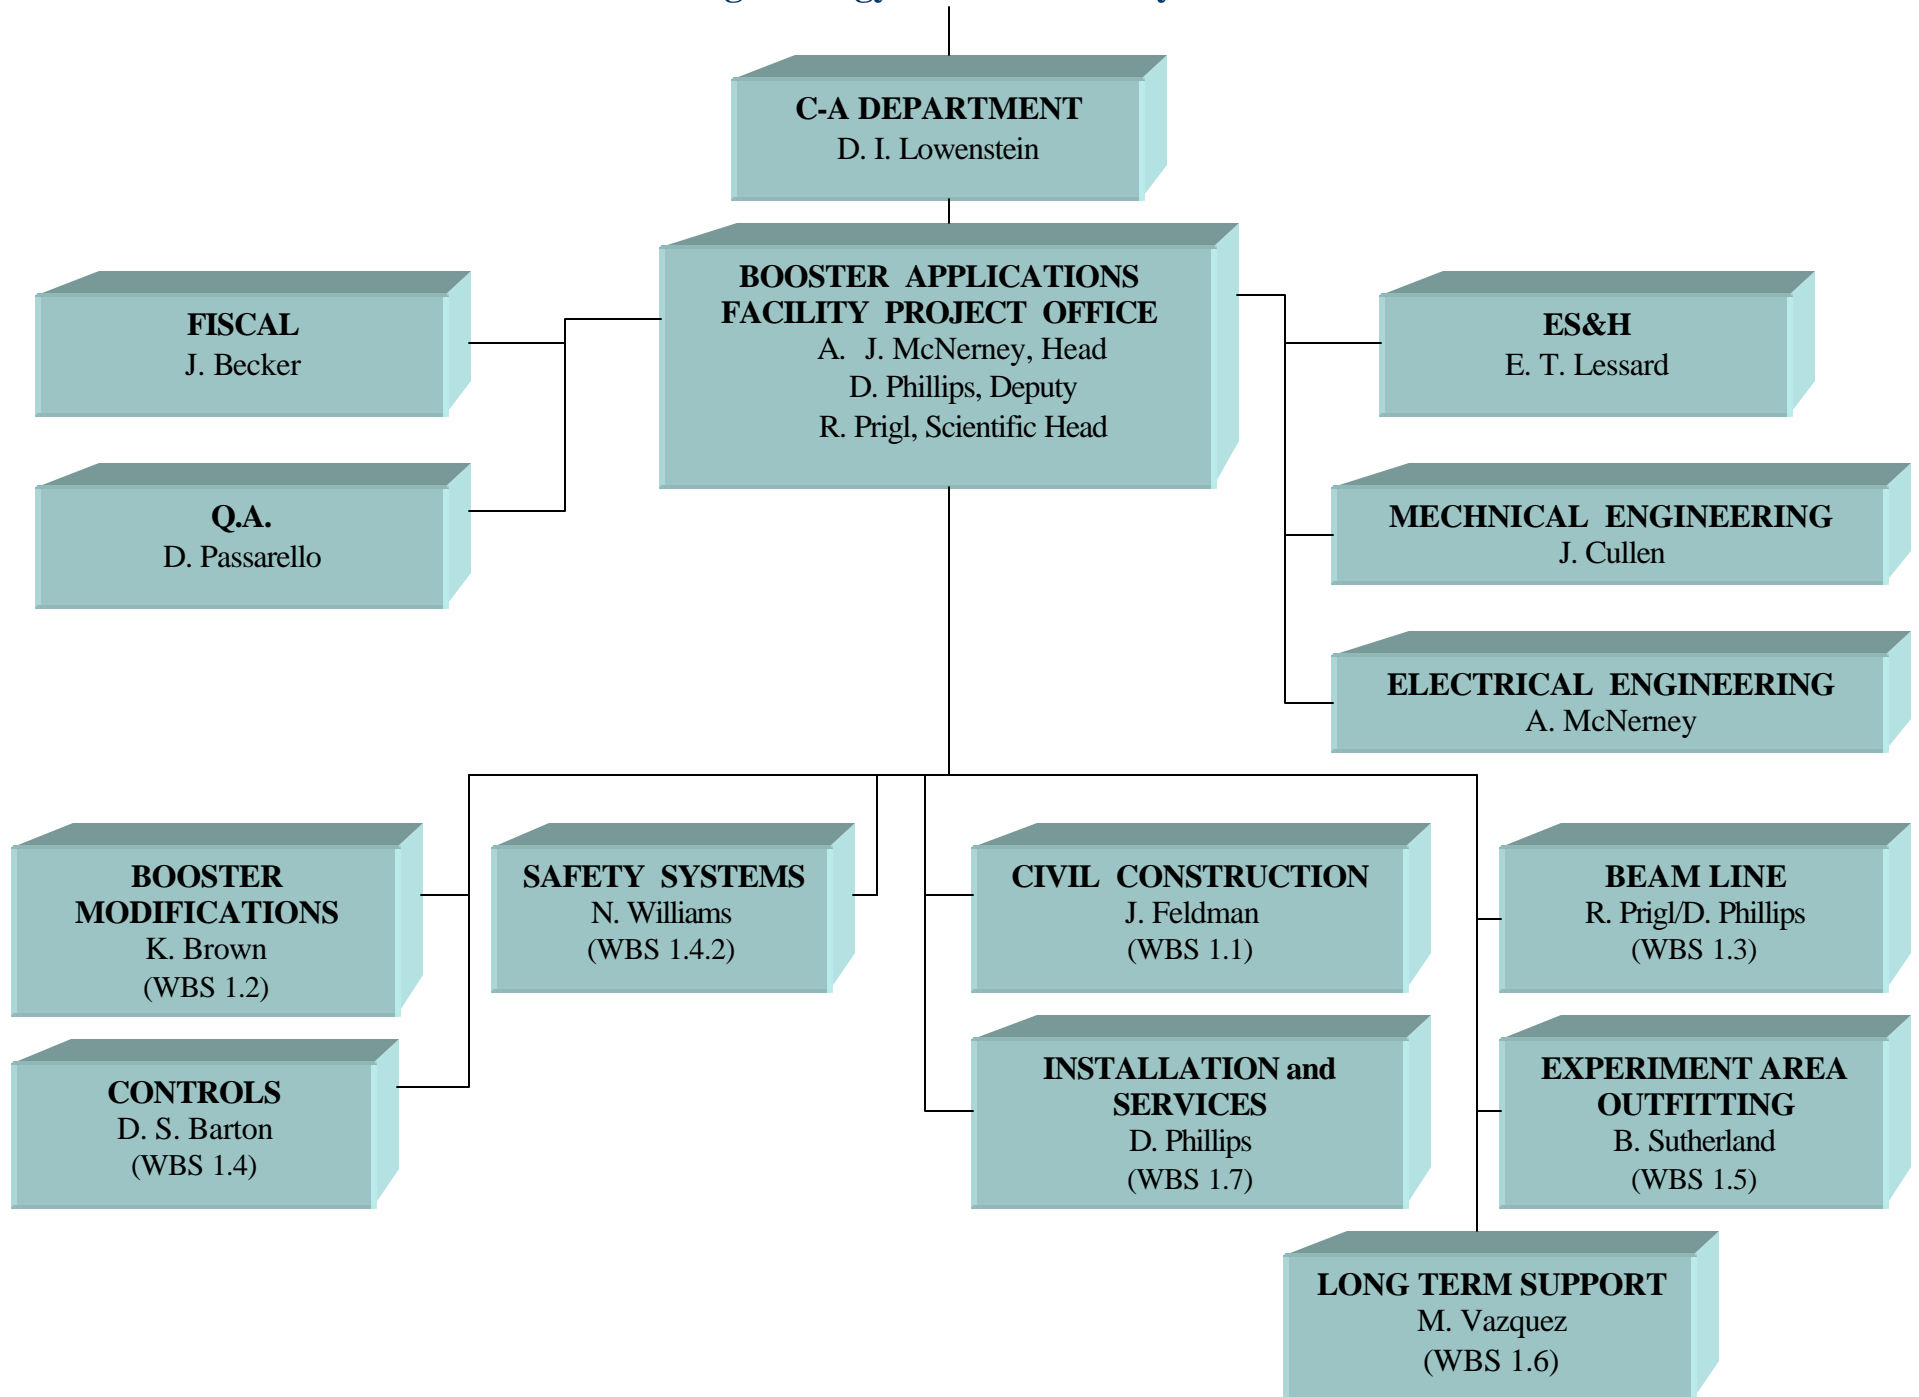 C-A DEPARTMENT
D. I. Lowenstein
BOOSTER APPLICATIONS
FACILITY PROJECT OFFICE
A. J. McNerney, Head
D. Phillips, Deputy
R. Prigl, Scientific Head
FISCAL
J. Becker
Q.A.
D. Passarello
ES&H
E. T. Lessard
MECHNICAL ENGINEERING
J. Cullen
ELECTRICAL ENGINEERING
A. McNerney
BOOSTER
MODIFICATIONS
K. Brown
(WBS 1.2)
SAFETY SYSTEMS
N. Williams
(WBS 1.4.2)
CIVIL CONSTRUCTION
J. Feldman
(WBS 1.1)
BEAM LINE
R. Prigl/D. Phillips
(WBS 1.3)
CONTROLS
D. S. Barton
(WBS 1.4)
INSTALLATION and
SERVICES
D. Phillips
(WBS 1.7)
EXPERIMENT AREA
OUTFITTING
B. Sutherland
(WBS 1.5)
LONG TERM SUPPORT
M. Vazquez
(WBS 1.6)